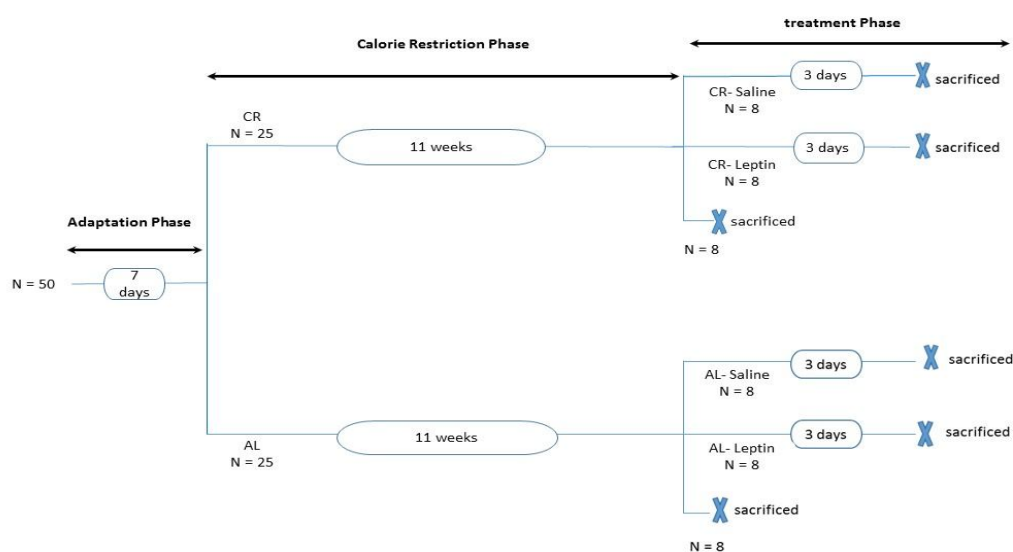 treatment Phase
Calorie Restriction Phase
3 days
sacrificed
CR- Saline
N = 8
CR
N = 25
11 weeks
3 days
sacrificed
CR- Leptin
N = 8
sacrificed
N = 8
Adaptation Phase
N = 50
7
days
3 days
sacrificed
AL- Saline
N = 8
AL
N = 25
11 weeks
3 days
sacrificed
AL- Leptin
N = 8
sacrificed
N = 8